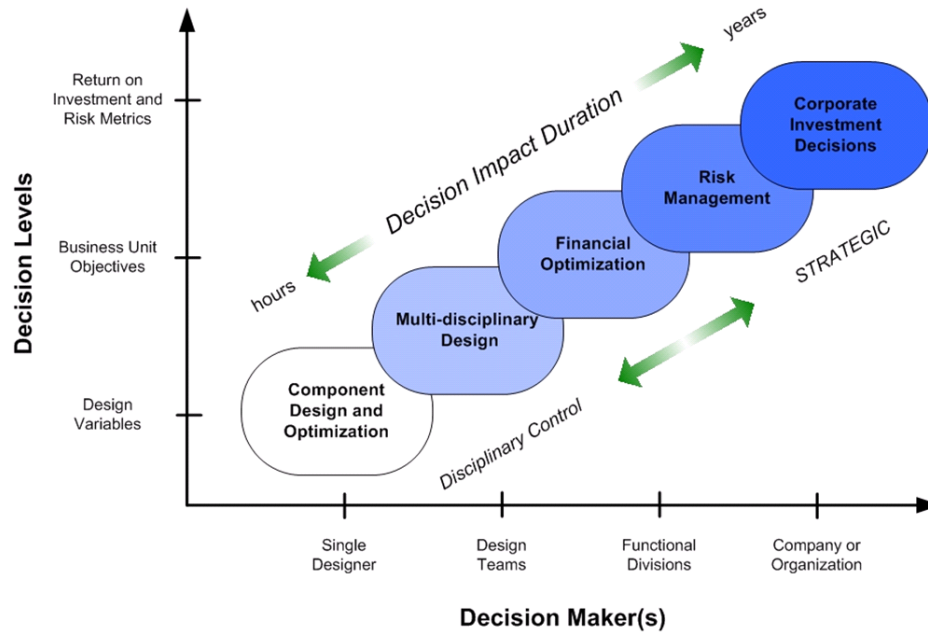 years
Return on
Investment and
Risk Metrics
Corporate
Investment
Decisions
Decision Impact Duration
Risk
Management
Decision Levels
Business Unit
Objectives
Financial
Optimization
STRATEGIC
hours
Multi-disciplinary
Design
Component
Design and
Optimization
Design
Variables
Disciplinary Control
Single
Designer
Design
Teams
Functional
Divisions
Company or
Organization
Decision Maker(s)